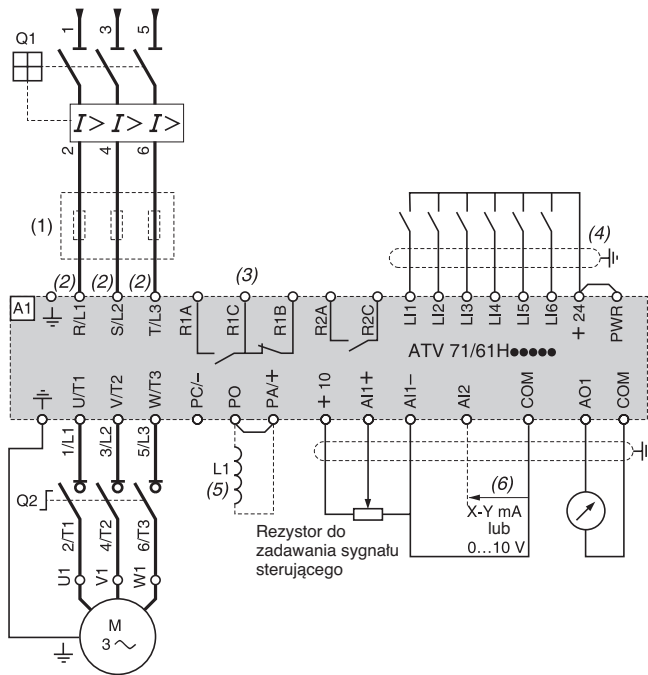 1 3 5
Q1
I> I> I>
2 4 6
(1)
(4)
(2) (2) (2) (3)
A1
R/L1 S/L2 T/L3 R1A R1C R1B R2A R2C LI1 LI2 LI3 LI4 LI5 LI6 + 24 PWR
ATV 71/61H●●●●●
U/T1 V/T2 W/T3 PC/- PO PA/+ + 10 AI1+ AI1– AI2 COM AO1 COM
1/L1 3/L2 5/L3
L1
(5)
(6)
Q2
X-Y mA
lub
0...10 V
2/T1 4/T2 6/T3
Rezystor do
zadawania sygnału
sterującego
U1 V1 W1
M
3 ~